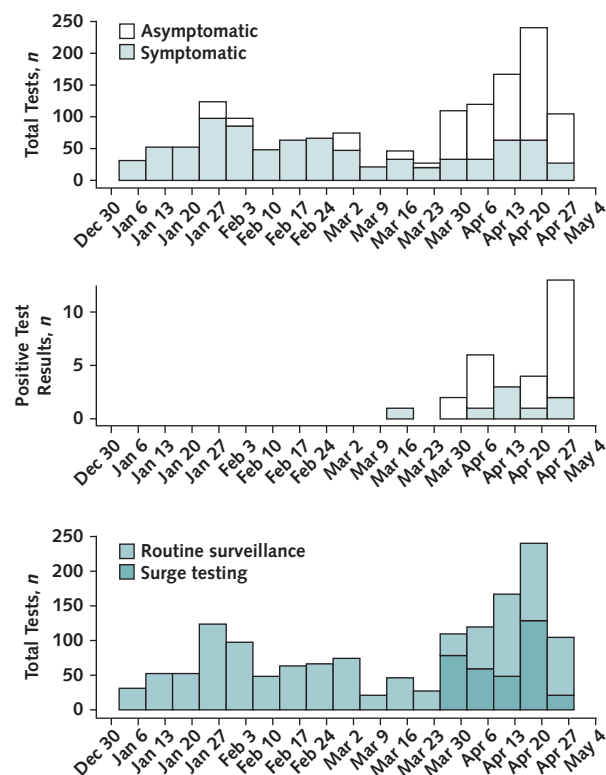 250
200
150
100
50
0
Total Tests, n
Asymptomatic
Symptomatic
Dec 30 Jan 6 Jan 13 Jan 20 Jan 27 Feb 3 Feb 10 Feb 17 Feb 24 Mar 2 Mar 9 Mar 16 Mar 23 Mar 30 Apr 6 Apr 13 Apr 20 Apr 27 May 4
10
5
0
Positive Test
Results, n
Dec 30 Jan 6 Jan 13 Jan 20 Jan 27 Feb 3 Feb 10 Feb 17 Feb 24 Mar 2 Mar 9 Mar 16 Mar 23 Mar 30 Apr 6 Apr 13 Apr 20 Apr 27 May 4
250
200
150
100
50
0
Total Tests, n
Routine surveillance
Surge testing
Dec 30 Jan 6 Jan 13 Jan 20 Jan 27 Feb 3 Feb 10 Feb 17 Feb 24 Mar 2 Mar 9 Mar 16 Mar 23 Mar 30 Apr 6 Apr 13 Apr 20 Apr 27 May 4